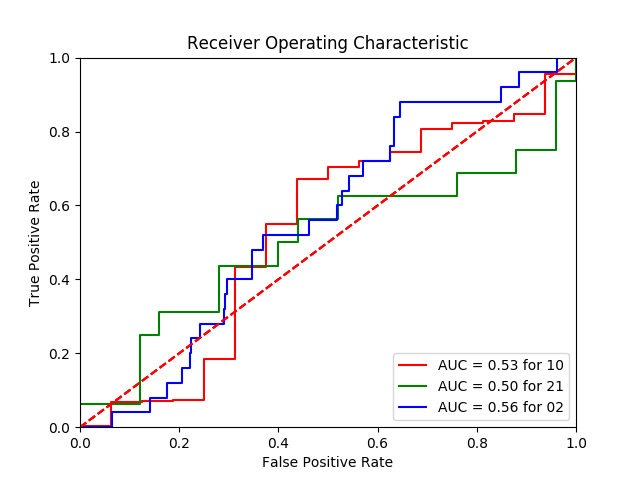 Receiver Operating Characteristic
1.0
0.8
0.6
0.4
0.2
0.0
True Positive Rate
0.0 0.2 0.4 0.6 0.8 1.0
False Positive Rate
AUC = 0.53 for 10
AUC = 0.50 for 21
AUC = 0.56 for 02